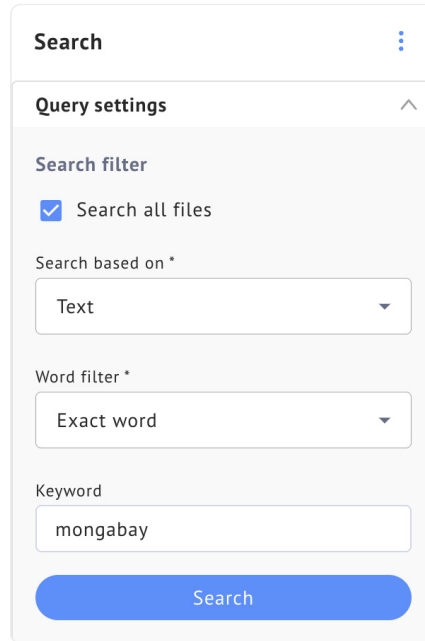 Search
Query settings
Search filter
Search all files
Search based on *
Text
Word filter *
Exact word
Keyword
mongabay
Search